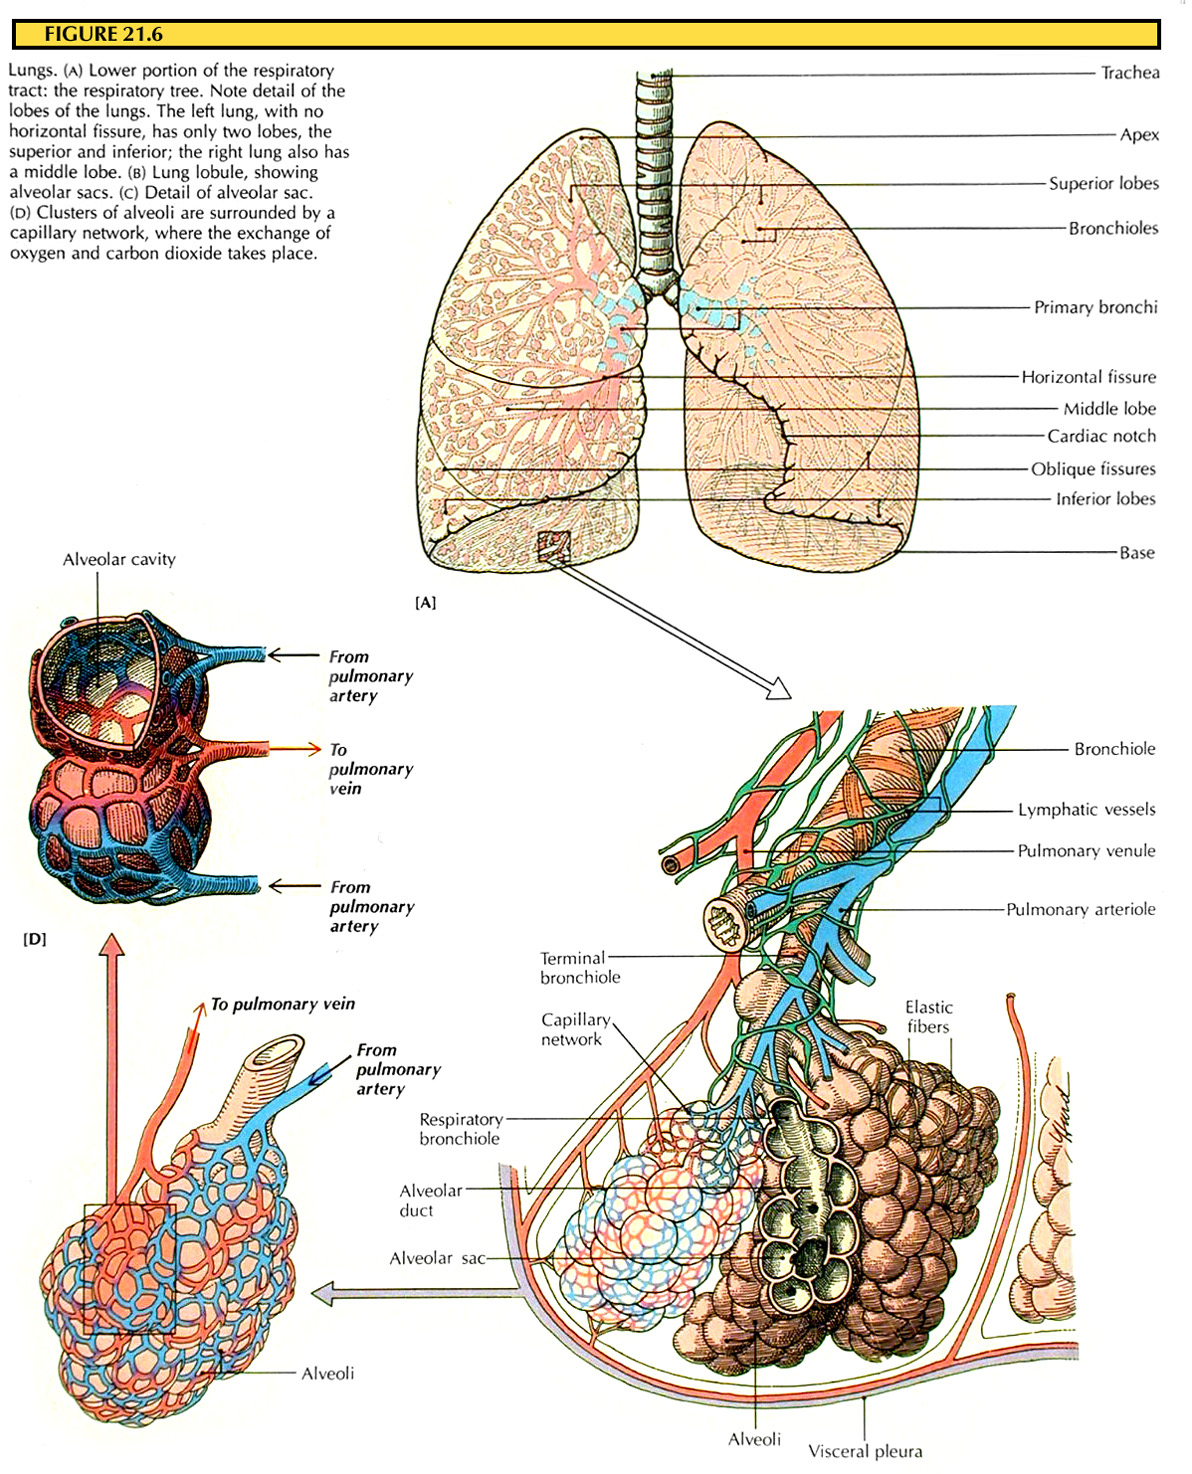 FIGURE 21.6
Lungs. (A) Lower portion of the respiratory
tract: the respiratory tree. Note detail of the
lobes of the lungs. The left lung, with no
horizontal fissure, has only two lobes, the
superior and inferior; the right lung also has
a middle lobe. (B) Lung lobule, showing
alveolar sacs. (C) Detail of alveolar sac.
(D) Clusters of alveoli are surrounded by a
capillary network, where the exchange of
oxygen and carbon dioxide takes place.
Trachea
Apex
Superior lobes
Bronchioles
Primary bronchi
Horizontal fissure
Middle lobe
Cardiac notch
Oblique fissures
Inferior lobes
Base
[A]
Alveolar cavity
From
pulmonary
artery
To
pulmonary
vein
From
pulmonary
artery
[D]
Bronchiole
Lymphatic vessels
Pulmonary venule
Pulmonary arteriole
Terminal
bronchiole
Capillary
network
Elastic
fibers
Respiratory
bronchiole
Alveolar
duct
Alveolar sac
Alveoli
Visceral pleura
To pulmonary vein
From
pulmonary
artery
Alveoli